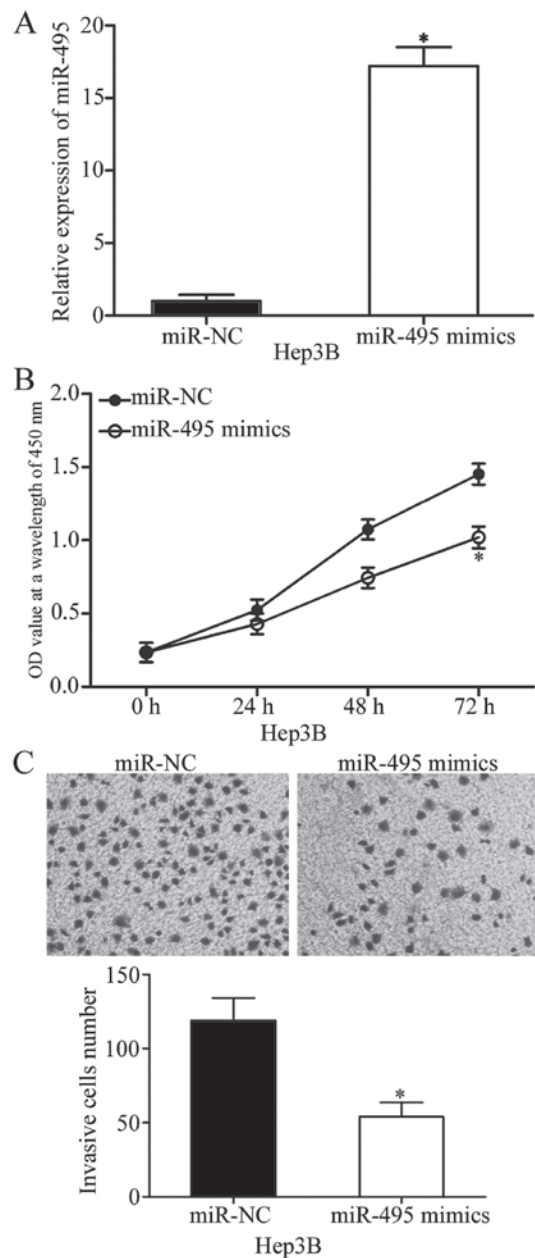 A
Relative expression of miR-495
20
15
10
5
0
*
miR-NC
miR-495 mimics
Hep3B
B
OD value at a wavelength of 450 nm
2.0
1.5
1.0
0.5
0.0
miR-NC
miR-495 mimics
*
0 h
24 h
48 h
72 h
Hep3B
C
miR-NC
miR-495 mimics
Invasive cells number
150
100
50
0
*
miR-NC
miR-495 mimics
Hep3B